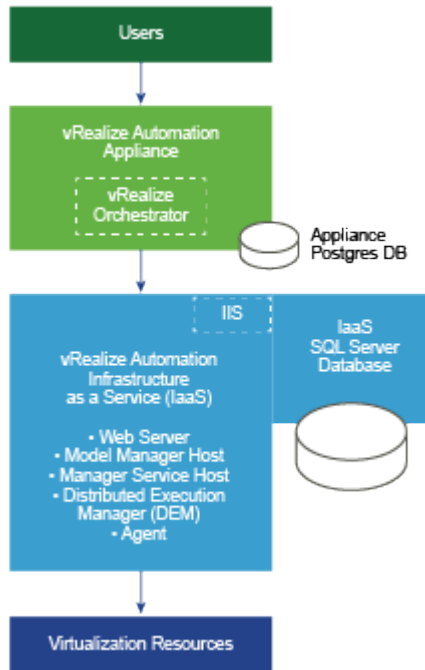 Users
vRealize Automation
Appliance
vRealize
Orchestrator
Appliance
Postgres DB
IIS
IaaS
SQL Server
Database
vRealize Automation
Infrastructure
as a Service (IaaS)
• Web Server
• Model Manager Host
• Manager Service Host
• Distributed Execution
Manager (DEM)
• Agent
Virtualization Resources